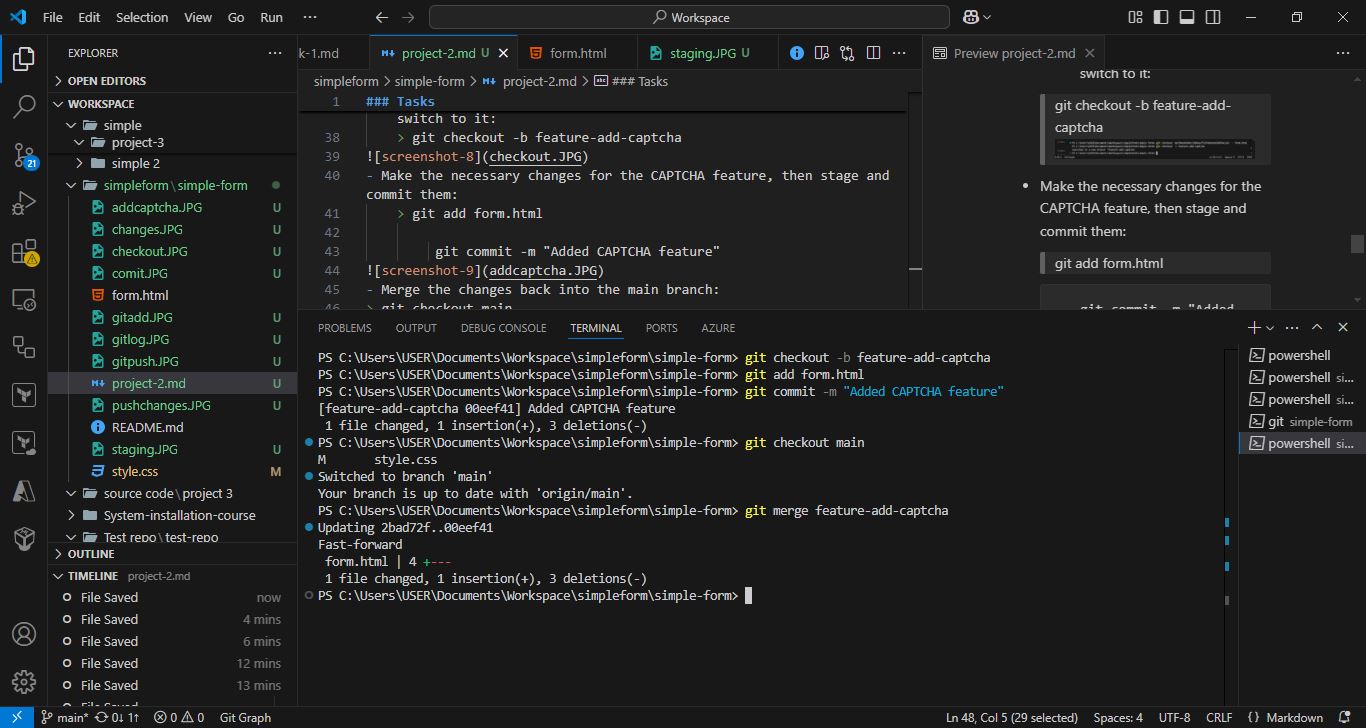 File Edit Selection View Go Run ···
Workspace
EXPLORER
OPEN EDITORS
WORKSPACE
simple
project-3
simple 2
simpleform \ simple-form
addcaptcha.JPG U
changes.JPG U
checkout.JPG U
comit.JPG U
form.html
gitadd.JPG U
gitlog.JPG U
gitpush.JPG U
project-2.md U
pushchanges.JPG U
README.md
staging.JPG U
style.css M
source code \ project 3
System-installation-course
Test repo \ test-repo
OUTLINE
TIMELINE project-2.md
File Saved now
File Saved 4 mins
File Saved 6 mins
File Saved 12 mins
File Saved 13 mins
21
k-1.md
project-2.md U
form.html
staging.JPG U
simpleform > simple-form > project-2.md > ### Tasks
1 ### Tasks
switch to it:
38 > git checkout -b feature-add-captcha
39 ![screenshot-8](checkout.JPG)
40 - Make the necessary changes for the CAPTCHA feature, then stage and
commit them:
41 > git add form.html
42
43 git commit -m "Added CAPTCHA feature"
44 ![screenshot-9](addcaptcha.JPG)
45 - Merge the changes back into the main branch:
46 > git checkout main
Preview project-2.md
switch to it:
git checkout -b feature-add-
captcha
Make the necessary changes for the
CAPTCHA feature, then stage and
commit them:
git add form.html
git commit -m "Added
PROBLEMS OUTPUT DEBUG CONSOLE TERMINAL PORTS AZURE
PS C:\Users\USER\Documents\Workspace\simpleform\simple-form> git checkout -b feature-add-captcha
PS C:\Users\USER\Documents\Workspace\simpleform\simple-form> git add form.html
PS C:\Users\USER\Documents\Workspace\simpleform\simple-form> git commit -m "Added CAPTCHA feature"
[feature-add-captcha 00eef41] Added CAPTCHA feature
1 file changed, 1 insertion(+), 3 deletions(-)
PS C:\Users\USER\Documents\Workspace\simpleform\simple-form> git checkout main
M style.css
Switched to branch 'main'
Your branch is up to date with 'origin/main'.
PS C:\Users\USER\Documents\Workspace\simpleform\simple-form> git merge feature-add-captcha
Updating 2bad72f..00eef41
Fast-forward
form.html | 4 +---
1 file changed, 1 insertion(+), 3 deletions(-)
PS C:\Users\USER\Documents\Workspace\simpleform\simple-form>
powershell
powershell si...
powershell si...
git simple-form
powershell si...
main* 0↓ 1↑ 0 0 Git Graph
Ln 48, Col 5 (29 selected) Spaces: 4 UTF-8 CRLF {} Markdown